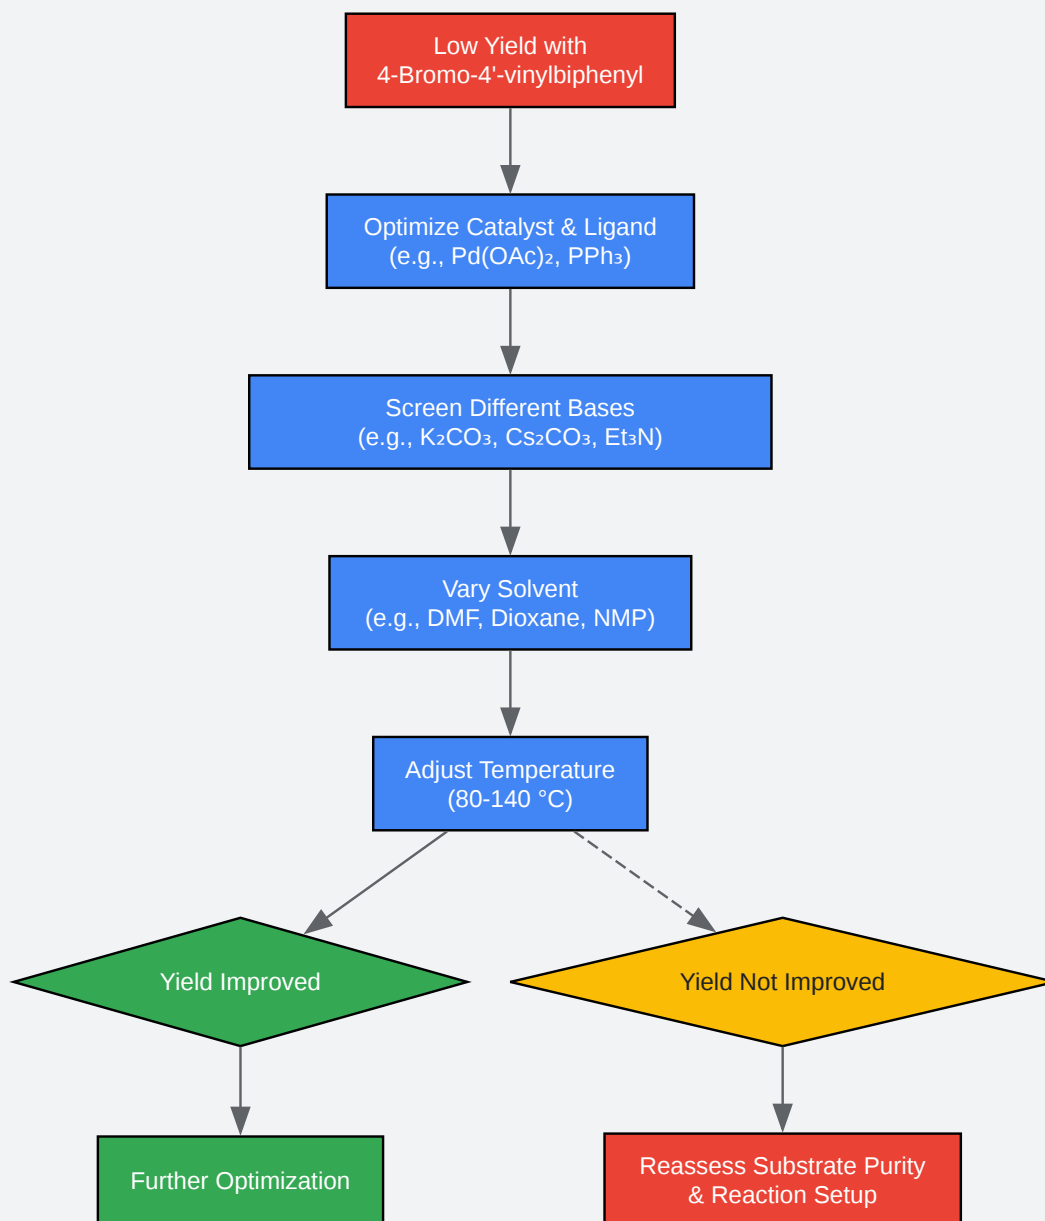 Low Yield with
4-Bromo-4'-vinylbiphenyl
Optimize Catalyst & Ligand
(e.g., Pd(OAc)₂, PPh₃)
Screen Different Bases
(e.g., K₂CO₃, Cs₂CO₃, Et₃N)
Vary Solvent
(e.g., DMF, Dioxane, NMP)
Adjust Temperature
(80-140 °C)
Yield Improved
Yield Not Improved
Further Optimization
Reassess Substrate Purity
& Reaction Setup